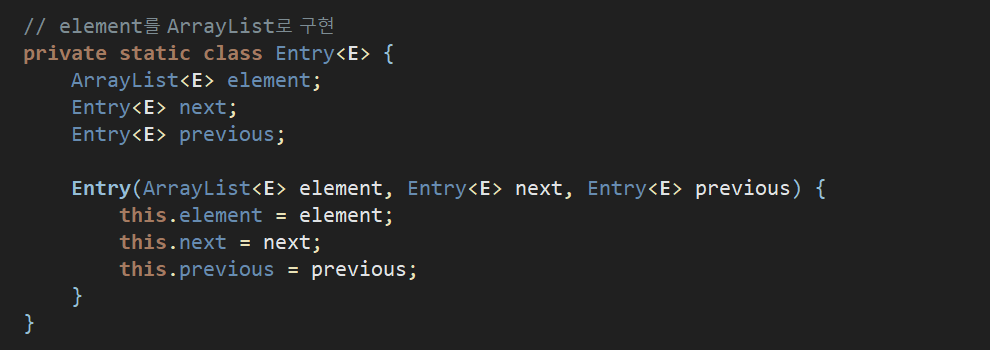 // element를 ArrayList로 구현
private static class Entry<E> {
    ArrayList<E> element;
    Entry<E> next;
    Entry<E> previous;

    Entry(ArrayList<E> element, Entry<E> next, Entry<E> previous) {
        this.element = element;
        this.next = next;
        this.previous = previous;
    }
}